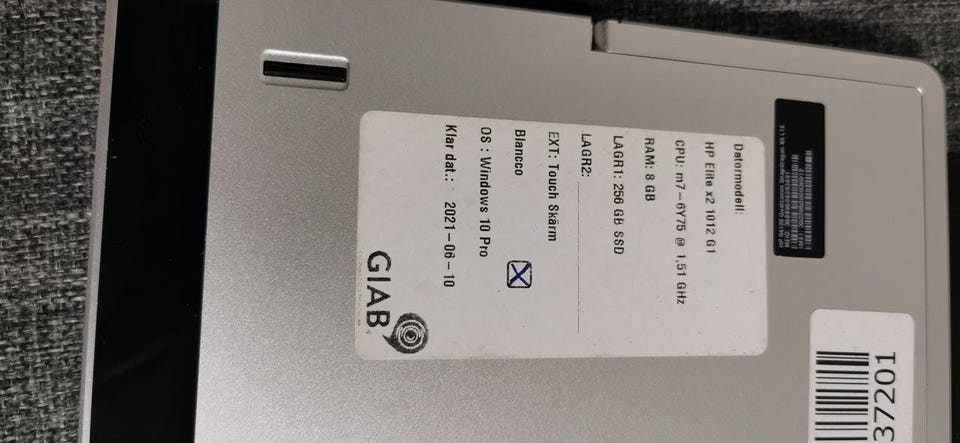 Datormodell:
HP Elite x2 1012 G1
CPU: m7-6Y75 @ 1,51 GHz
RAM: 8 GB
LAGR1: 256 GB SSD
LAGR2:
EXT: Touch Skärm
Blancco
OS : Windows 10 Pro
Klar dat.: 2021-06-10
GIAB
37201